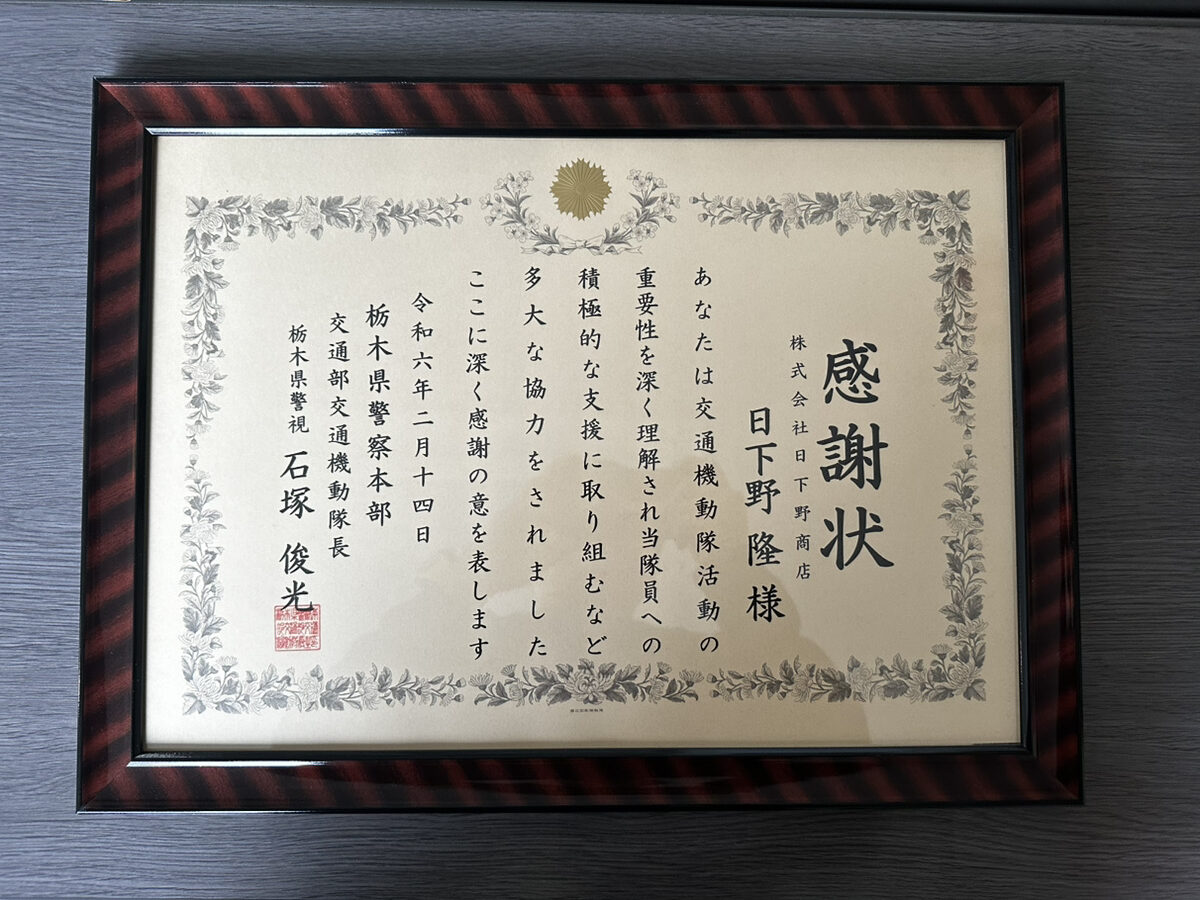 感謝状
株式会社日下野商店
日下野隆様
あなたは交通機動隊活動の
重要性を深く理解され当隊員への
積極的な支援に取り組むなど
多大な協力をされました
ここに深く感謝の意を表します
令和六年二月十四日
栃木県警察本部
交通部交通機動隊長
栃木県警視 石塚 俊光